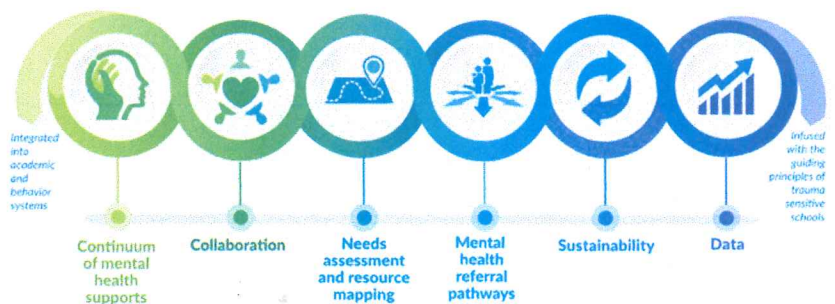 Integrated
into
academic
and
behavior
systems
Infused
with the
guiding
principles of
trauma
sensitive
schools
Continuum
of mental
health
supports
Collaboration
Needs
assessment
and resource
mapping
Mental
health
referral
pathways
Sustainability
Data